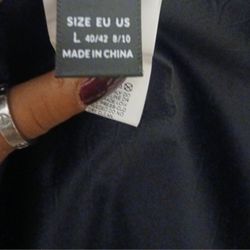 SIZE EU US
L 40/42 8/10
MADE IN CHINA